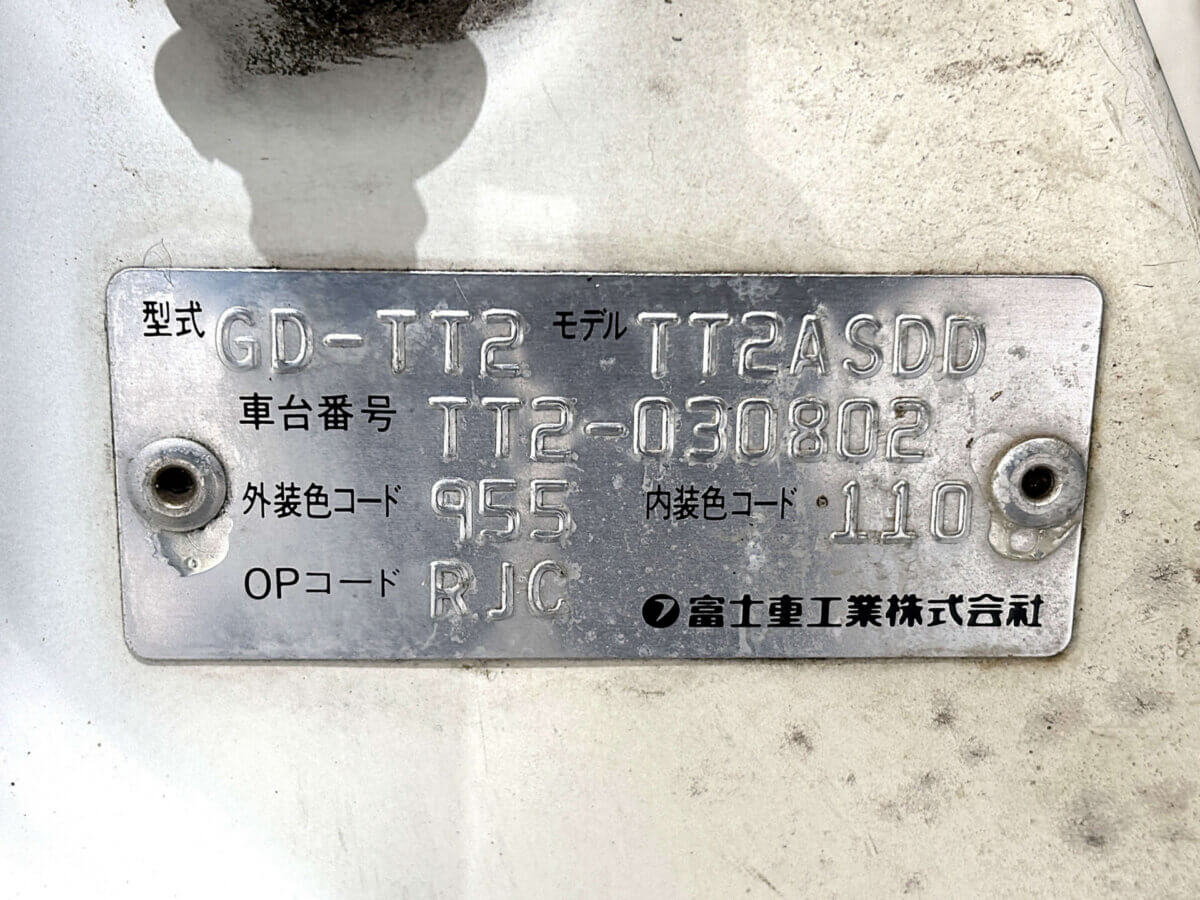 型式 GD-TT2 モデル TT2ASDD
車台番号 TT2-030802
外装色コード 955 内装色コード 110
OPコード RJC
富士重工業株式会社